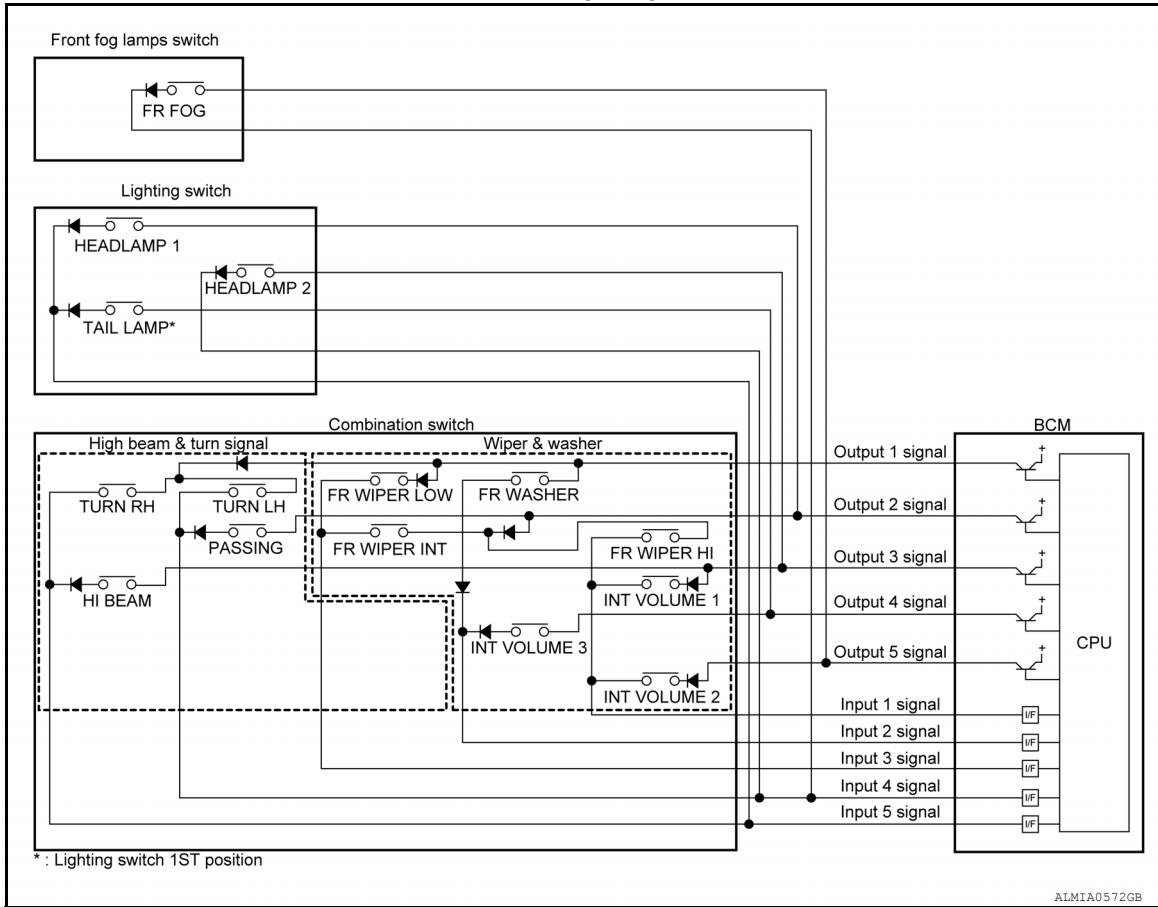 Front fog lamps switch
FR FOG
Lighting switch
HEADLAMP 1
HEADLAMP 2
TAIL LAMP*
Combination switch
BCM
High beam & turn signal
Wiper & washer
Output 1 signal
+
TURN RH
TURN LH
FR WIPER LOW
FR WASHER
Output 2 signal
+
PASSING
FR WIPER INT
FR WIPER HI
Output 3 signal
+
HI BEAM
INT VOLUME 1
Output 4 signal
+
CPU
INT VOLUME 3
Output 5 signal
+
INT VOLUME 2
Input 1 signal
I/F
Input 2 signal
I/F
Input 3 signal
I/F
Input 4 signal
I/F
Input 5 signal
I/F
* : Lighting switch 1ST position
ALMIA0572GB